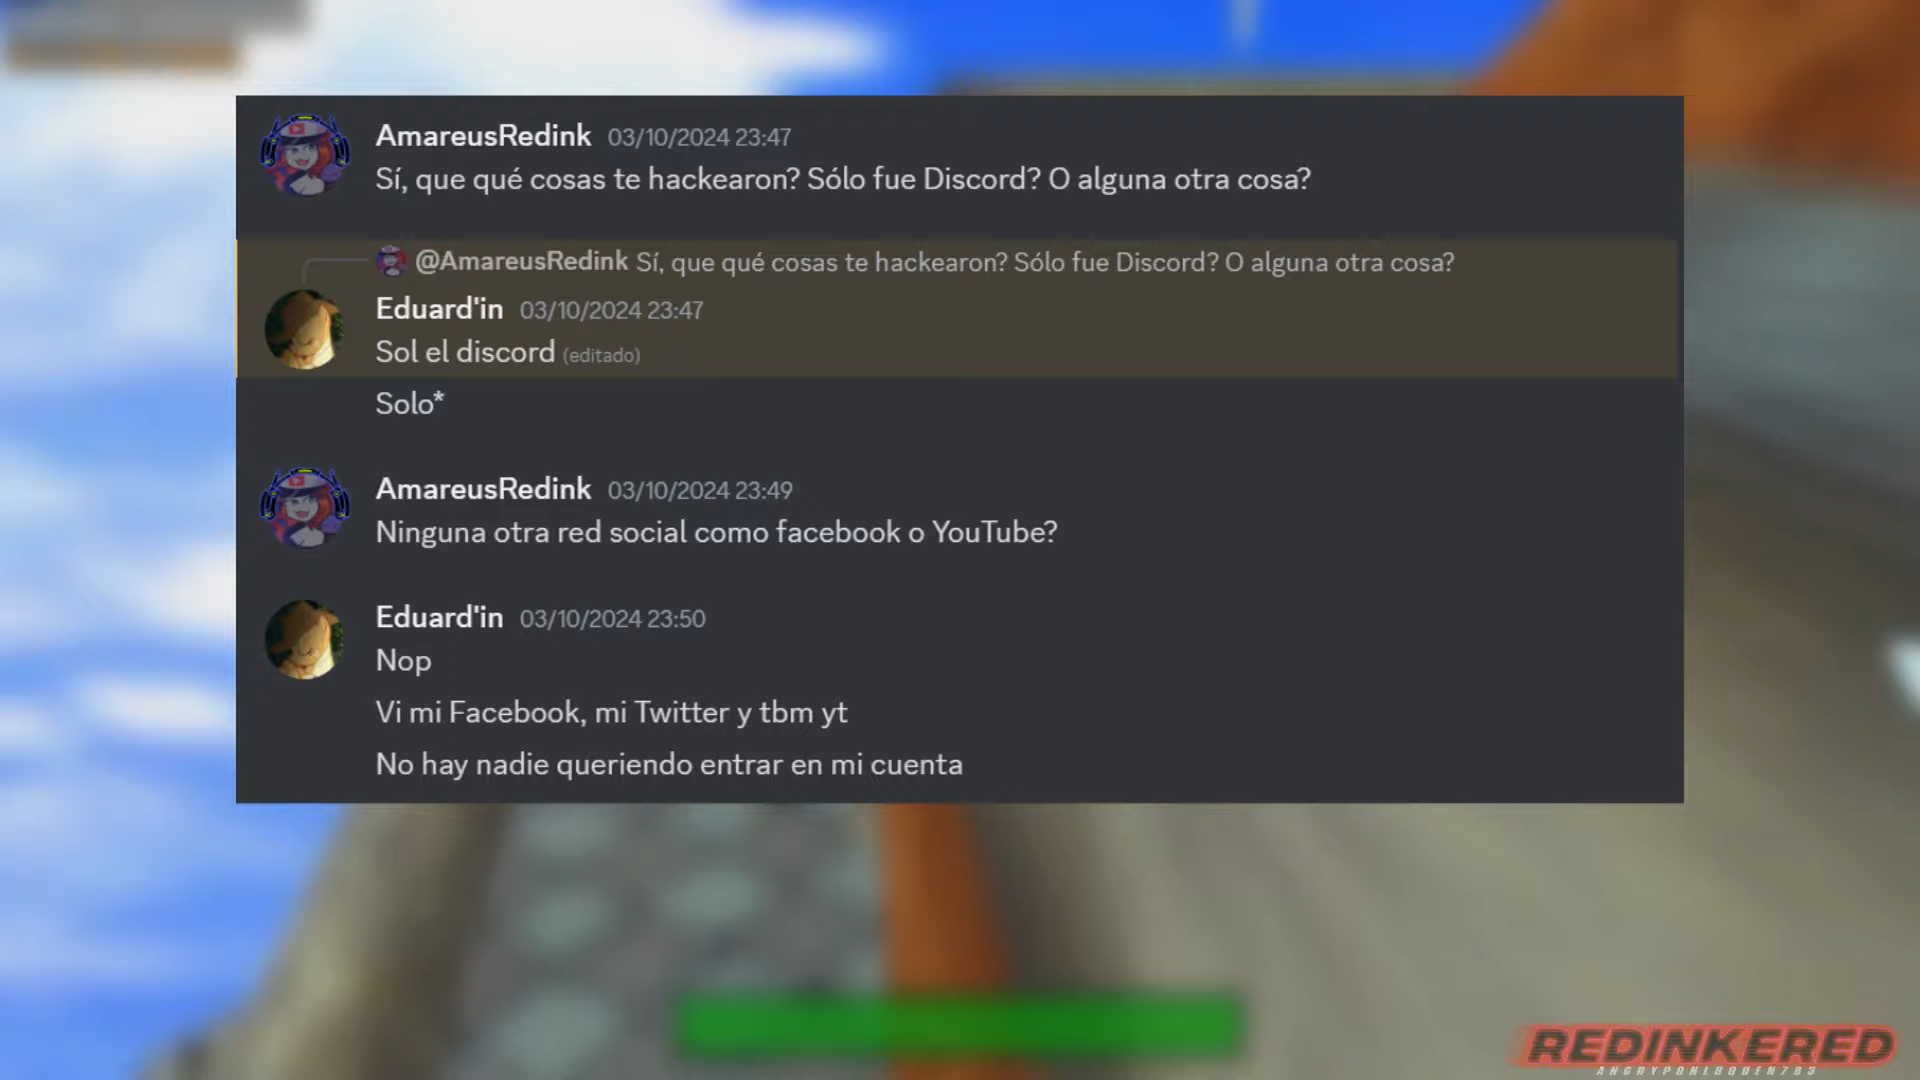 AmareusRedink 03/10/2024 23:47
Sí, que qué cosas te hackearon? Sólo fue Discord? O alguna otra cosa?
@AmareusRedink Sí, que qué cosas te hackearon? Sólo fue Discord? O alguna otra cosa?
Eduard'in 03/10/2024 23:47
Sol el discord (editado)
Solo*
AmareusRedink 03/10/2024 23:49
Ninguna otra red social como facebook o YouTube?
Eduard'in 03/10/2024 23:50
Nop
Vi mi Facebook, mi Twitter y tbm yt
No hay nadie queriendo entrar en mi cuenta
REDINKERED